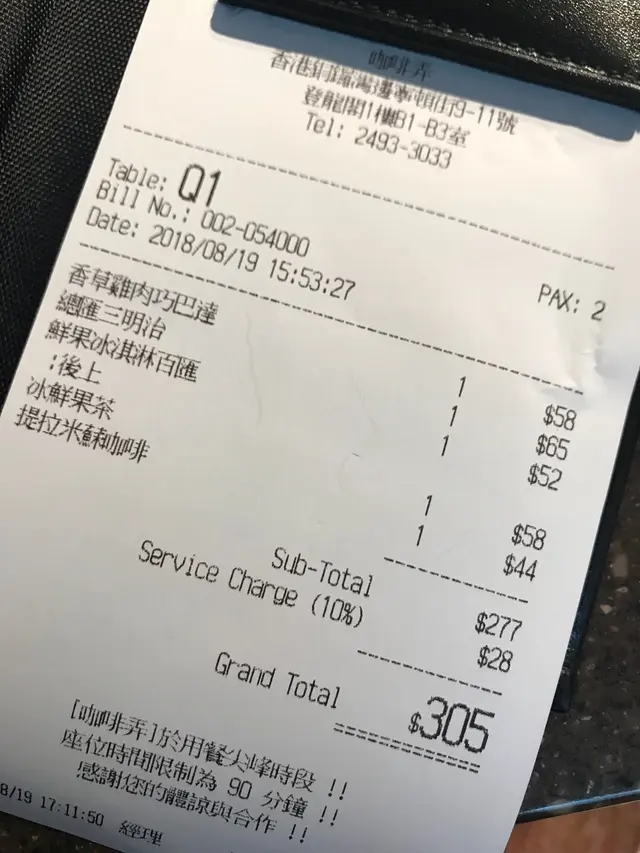 咖啡弄
香港銅鑼灣邊寧頓街9-11號
登龍閣1樓B1-B3室
Tel: 2493-3033
Table: Q1
Bill No.: 002-054000
Date: 2018/08/19 15:53:27 PAX: 2
香草雞肉巧巴達 1 $58
總匯三明治 1 $65
鮮果冰淇淋百匯 1 $52
:後上
冰鮮果茶 1 $58
提拉米蘇咖啡 1 $44
Sub-Total $277
Service Charge (10%) $28
Grand Total $305
[咖啡弄]於用餐尖峰時段 !!
座位時間限制為 90 分鐘 !!
感謝您的體諒與合作 !!
8/19 17:11:50 經理